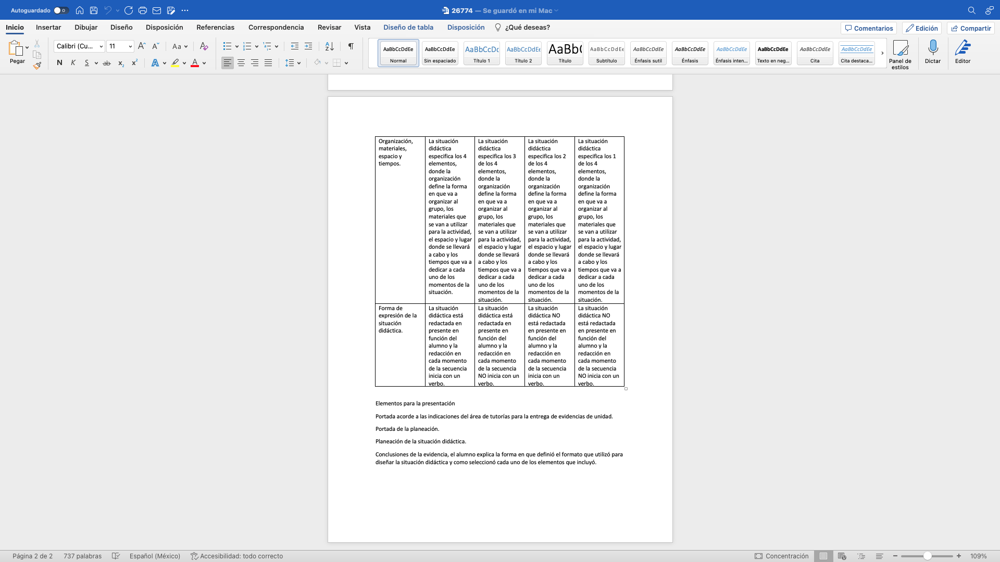 Autoguardado 0
26774 — Se guardó en mi Mac
Inicio Insertar Dibujar Diseño Disposición Referencias Correspondencia Revisar Vista Diseño de tabla Disposición ¿Qué deseas? Comentarios Edición Compartir
Pegar
Calibri (Cu... 11
N K S
AaBbCcDdEe
Normal
AaBbCcDdEe
Sin espaciado
AaBbCcDc
Título 1
AaBbCcDdEe
Título 2
AaBb(
Título
AaBbCcDdEe
Subtítulo
AaBbCcDdEe
Énfasis sutil
AaBbCcDdEe
Énfasis
AaBbCcDdEe
Énfasis inten...
AaBbCcDdEe
Texto en neg...
AaBbCcDdEe
Cita
AaBbCcDdEe
Cita destaca...
Panel de
estilos
Dictar
Editor
Organización,
materiales,
espacio y
tiempos.
La situación
didáctica
especifica los 4
elementos,
donde la
organización
define la forma
en que va a
organizar al
grupo, los
materiales que
se van a utilizar
para la actividad,
el espacio y lugar
donde se llevará
a cabo y los
tiempos que va a
dedicar a cada
uno de los
momentos de la
situación.
La situación
didáctica
especifica los 3
de los 4
elementos,
donde la
organización
define la forma
en que va a
organizar al
grupo, los
materiales que
se van a utilizar
para la actividad,
el espacio y lugar
donde se llevará
a cabo y los
tiempos que va a
dedicar a cada
uno de los
momentos de la
situación.
La situación
didáctica
especifica los 2
de los 4
elementos,
donde la
organización
define la forma
en que va a
organizar al
grupo, los
materiales que
se van a utilizar
para la actividad,
el espacio y lugar
donde se llevará
a cabo y los
tiempos que va a
dedicar a cada
uno de los
momentos de la
situación.
La situación
didáctica
especifica los 1
de los 4
elementos,
donde la
organización
define la forma
en que va a
organizar al
grupo, los
materiales que
se van a utilizar
para la actividad,
el espacio y lugar
donde se llevará
a cabo y los
tiempos que va a
dedicar a cada
uno de los
momentos de la
situación.
Forma de
expresión de la
situación
didáctica.
La situación
didáctica está
redactada en
presente en
función del
alumno y la
redacción en
cada momento
de la secuencia
inicia con un
verbo.
La situación
didáctica está
redactada en
presente en
función del
alumno y la
redacción en
cada momento
de la secuencia
NO inicia con un
verbo.
La situación
didáctica NO
está redactada
en presente en
función del
alumno y la
redacción en
cada momento
de la secuencia
inicia con un
verbo.
La situación
didáctica NO
está redactada
en presente en
función del
alumno y la
redacción en
cada momento
de la secuencia
NO inicia con un
verbo.
Elementos para la presentación
Portada acorde a las indicaciones del área de tutorías para la entrega de evidencias de unidad.
Portada de la planeación.
Planeación de la situación didáctica.
Conclusiones de la evidencia, el alumno explica la forma en que definió el formato que utilizó para
diseñar la situación didáctica y como seleccionó cada uno de los elementos que incluyó.
Página 2 de 2 737 palabras Español (México) Accesibilidad: todo correcto Concentración 109%